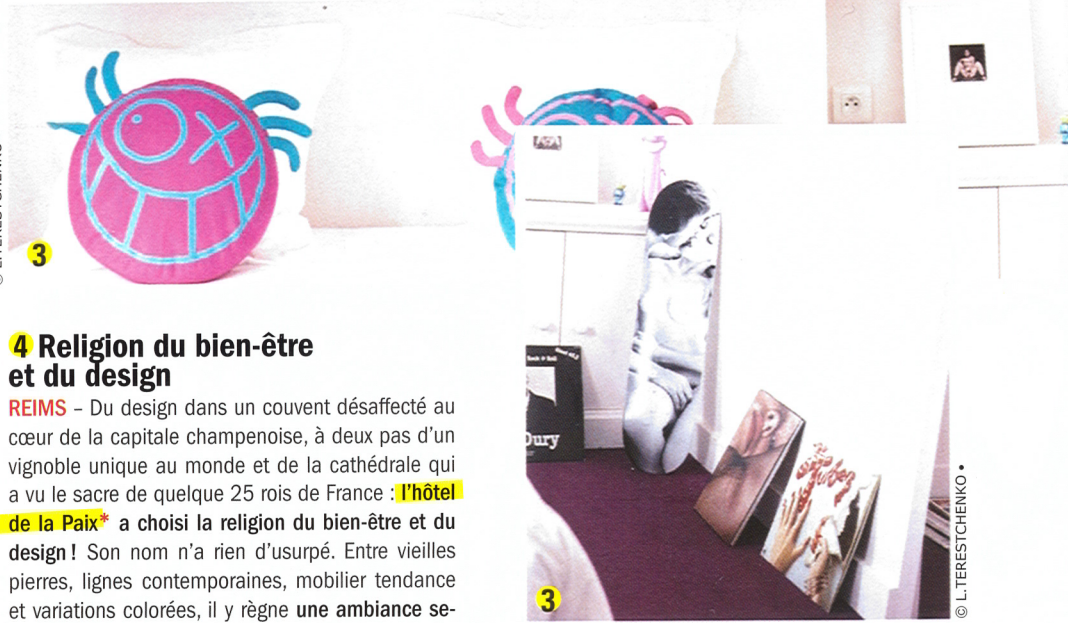 3
4 Religion du bien-être
et du design
REIMS – Du design dans un couvent désaffecté au
cœur de la capitale champenoise, à deux pas d'un
vignoble unique au monde et de la cathédrale qui
a vu le sacre de quelque 25 rois de France : l'hôtel
de la Paix* a choisi la religion du bien-être et du
design ! Son nom n'a rien d'usurpé. Entre vieilles
pierres, lignes contemporaines, mobilier tendance
et variations colorées, il y règne une ambiance se-
Dury
3
© L.TERESTCHENKO •